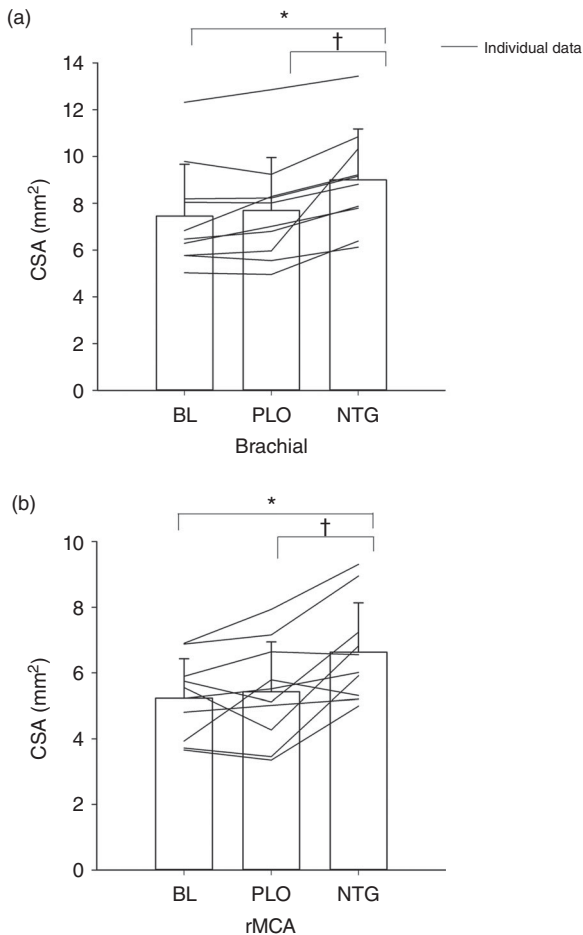 (a)
*
†
Individual data
14
12
10
8
6
4
2
0
CSA (mm²)
BL PLO NTG
Brachial
(b)
*
†
10
8
6
4
2
0
CSA (mm²)
BL PLO NTG
rMCA